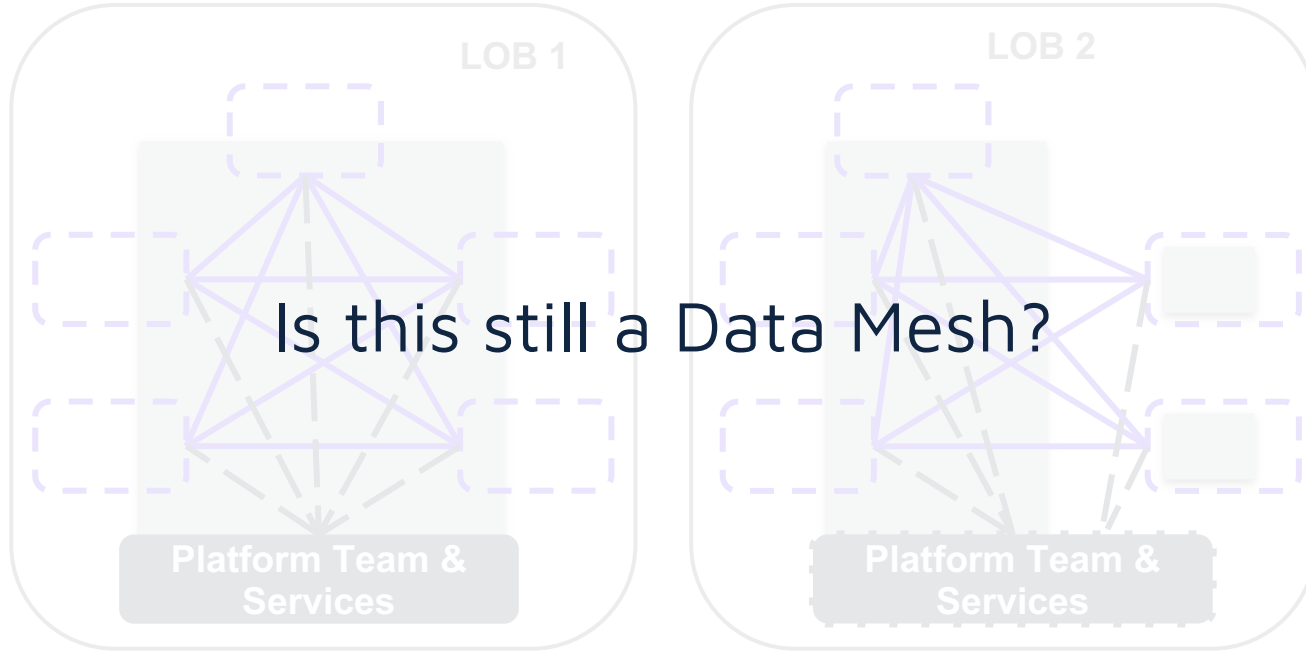 LOB 1
LOB 2
Is this still a Data Mesh?
Platform Team &
Services
Platform Team &
Services